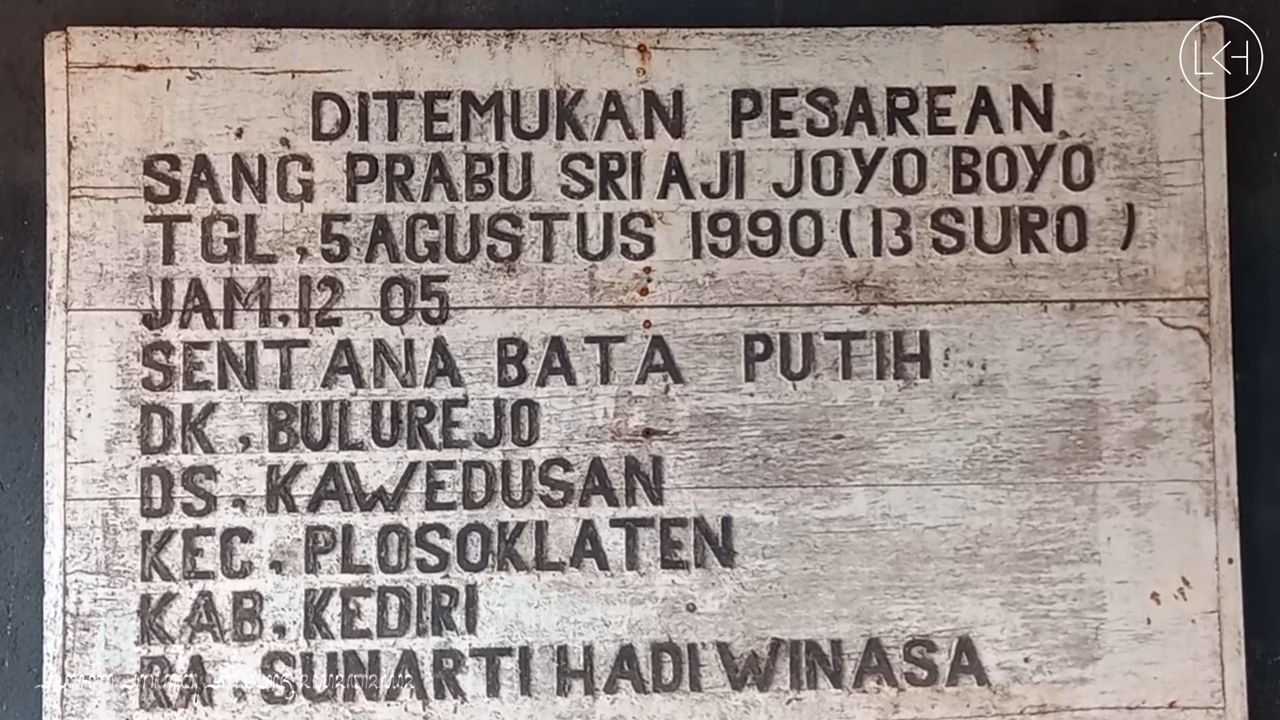 LKH
DITEMUKAN PESAREAN
SANG PRABU SRI AJI JOYO BOYO
TGL. 5 AGUSTUS 1990 (13 SURO )
JAM. 12 05
SENTANA BATA PUTIH
DK. BULUREJO
DS. KAWEDUSAN
KEC. PLOSOKLATEN
KAB. KEDIRI
RA. SUNARTI HADI WINASA